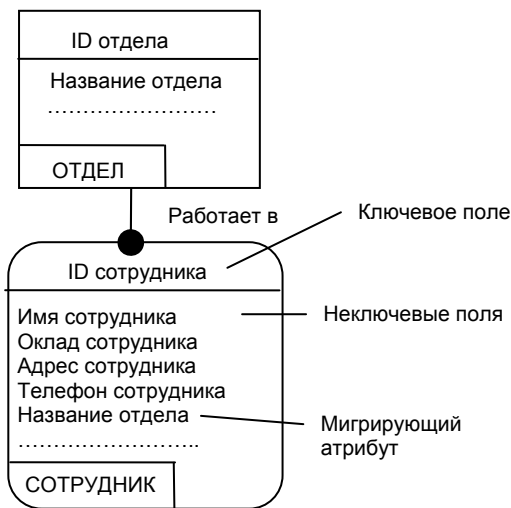 ID отдела
Название отдела
……………………
ОТДЕЛ
Работает в
Ключевое поле
ID сотрудника
Имя сотрудника
Неключевые поля
Оклад сотрудника
Адрес сотрудника
Телефон сотрудника
Название отдела
Мигрирующий
атрибут
……………………..
СОТРУДНИК